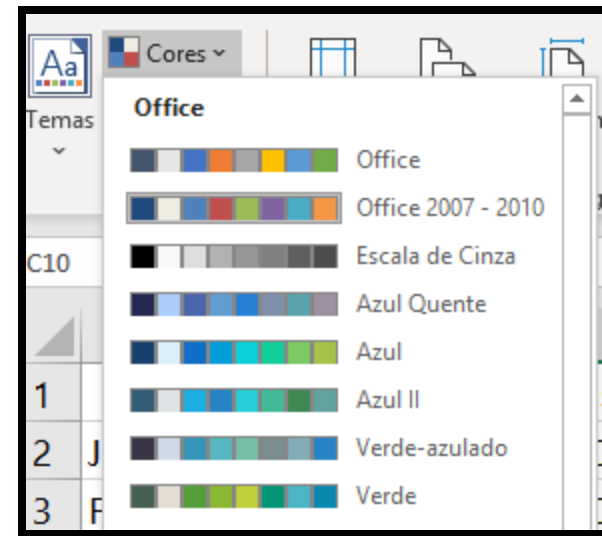 Aa
Cores
Temas
Office
Office
Office 2007 - 2010
Escala de Cinza
C10
Azul Quente
Azul
1
Azul II
2 J
Verde-azulado
Verde
3 F